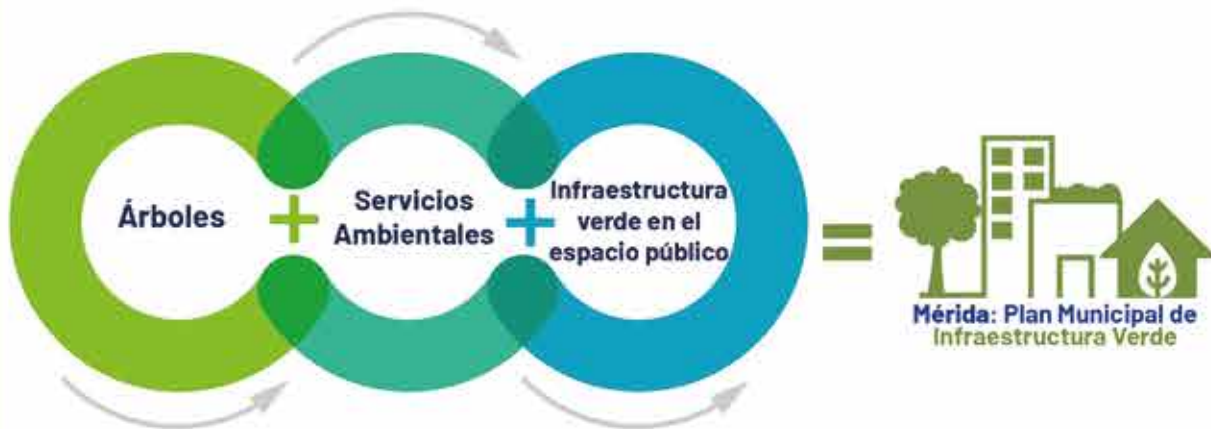 Árboles
+
Servicios
Ambientales
+
Infraestructura
verde en el
espacio público
=
Mérida: Plan Municipal de
Infraestructura Verde